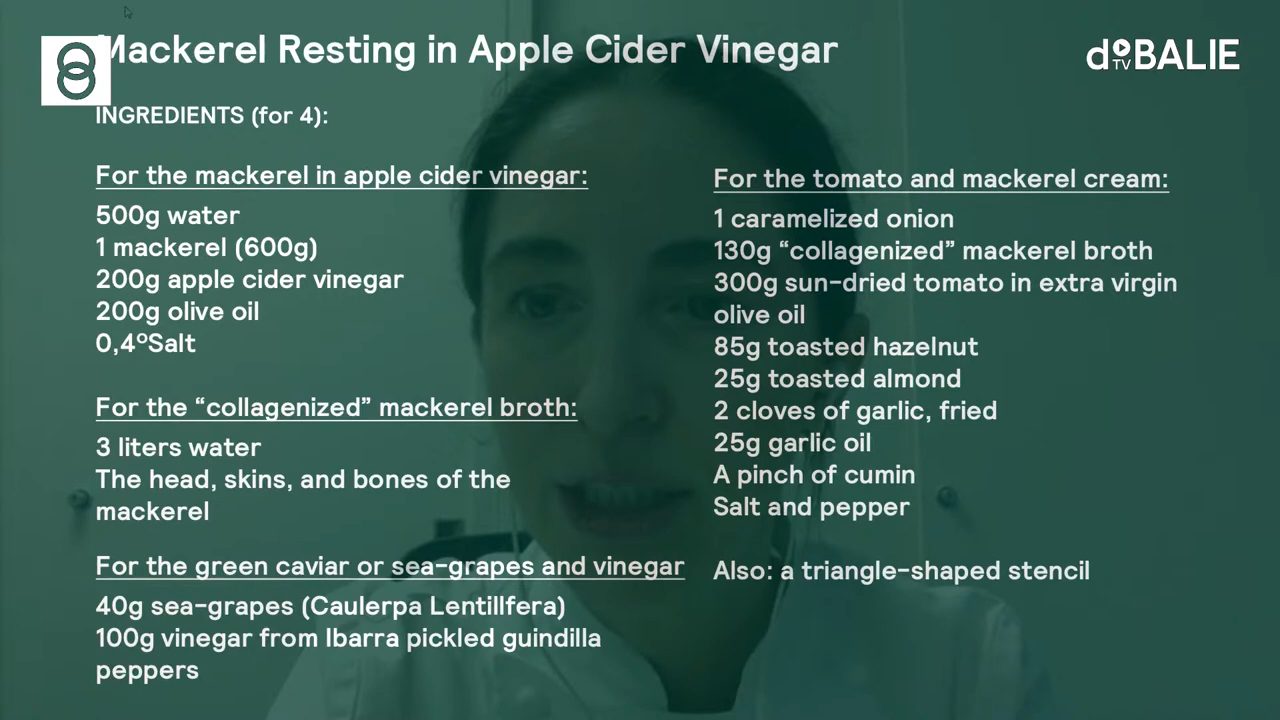 Mackerel Resting in Apple Cider Vinegar
dTVBALIE
INGREDIENTS (for 4):
For the mackerel in apple cider vinegar:
500g water
1 mackerel (600g)
200g apple cider vinegar
200g olive oil
0,4ºSalt
For the “collagenized” mackerel broth:
3 liters water
The head, skins, and bones of the
mackerel
For the green caviar or sea-grapes and vinegar
40g sea-grapes (Caulerpa Lentillfera)
100g vinegar from Ibarra pickled guindilla
peppers
For the tomato and mackerel cream:
1 caramelized onion
130g “collagenized” mackerel broth
300g sun-dried tomato in extra virgin
olive oil
85g toasted hazelnut
25g toasted almond
2 cloves of garlic, fried
25g garlic oil
A pinch of cumin
Salt and pepper
Also: a triangle-shaped stencil